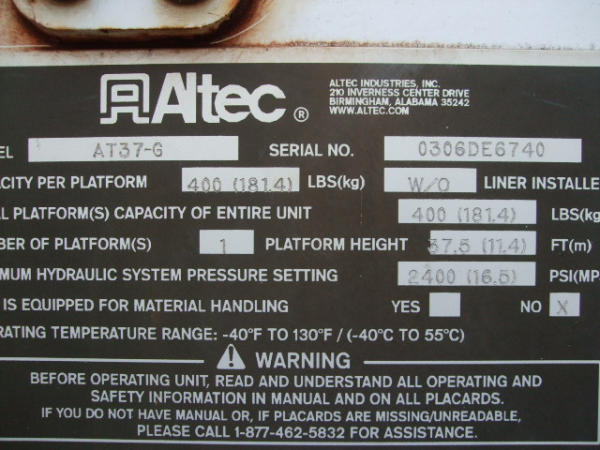 Altec ®
ALTEC INDUSTRIES, INC.
210 INVERNESS CENTER DRIVE
BIRMINGHAM, ALABAMA 35242
WWW.ALTEC.COM
EL AT37-G SERIAL NO. 0306DE6740
CITY PER PLATFORM 400 (181.4) LBS(kg) W/O LINER INSTALLE
L PLATFORM(S) CAPACITY OF ENTIRE UNIT 400 (181.4) LBS(kg
BER OF PLATFORM(S) 1 PLATFORM HEIGHT 37.5 (11.4) FT(m)
MUM HYDRAULIC SYSTEM PRESSURE SETTING 2400 (16.5) PSI(MP
IS EQUIPPED FOR MATERIAL HANDLING YES NO X
RATING TEMPERATURE RANGE: -40°F TO 130°F / (-40°C TO 55°C)
WARNING
BEFORE OPERATING UNIT, READ AND UNDERSTAND ALL OPERATING AND
SAFETY INFORMATION IN MANUAL AND ON ALL PLACARDS.
IF YOU DO NOT HAVE MANUAL OR, IF PLACARDS ARE MISSING/UNREADABLE,
PLEASE CALL 1-877-462-5832 FOR ASSISTANCE.